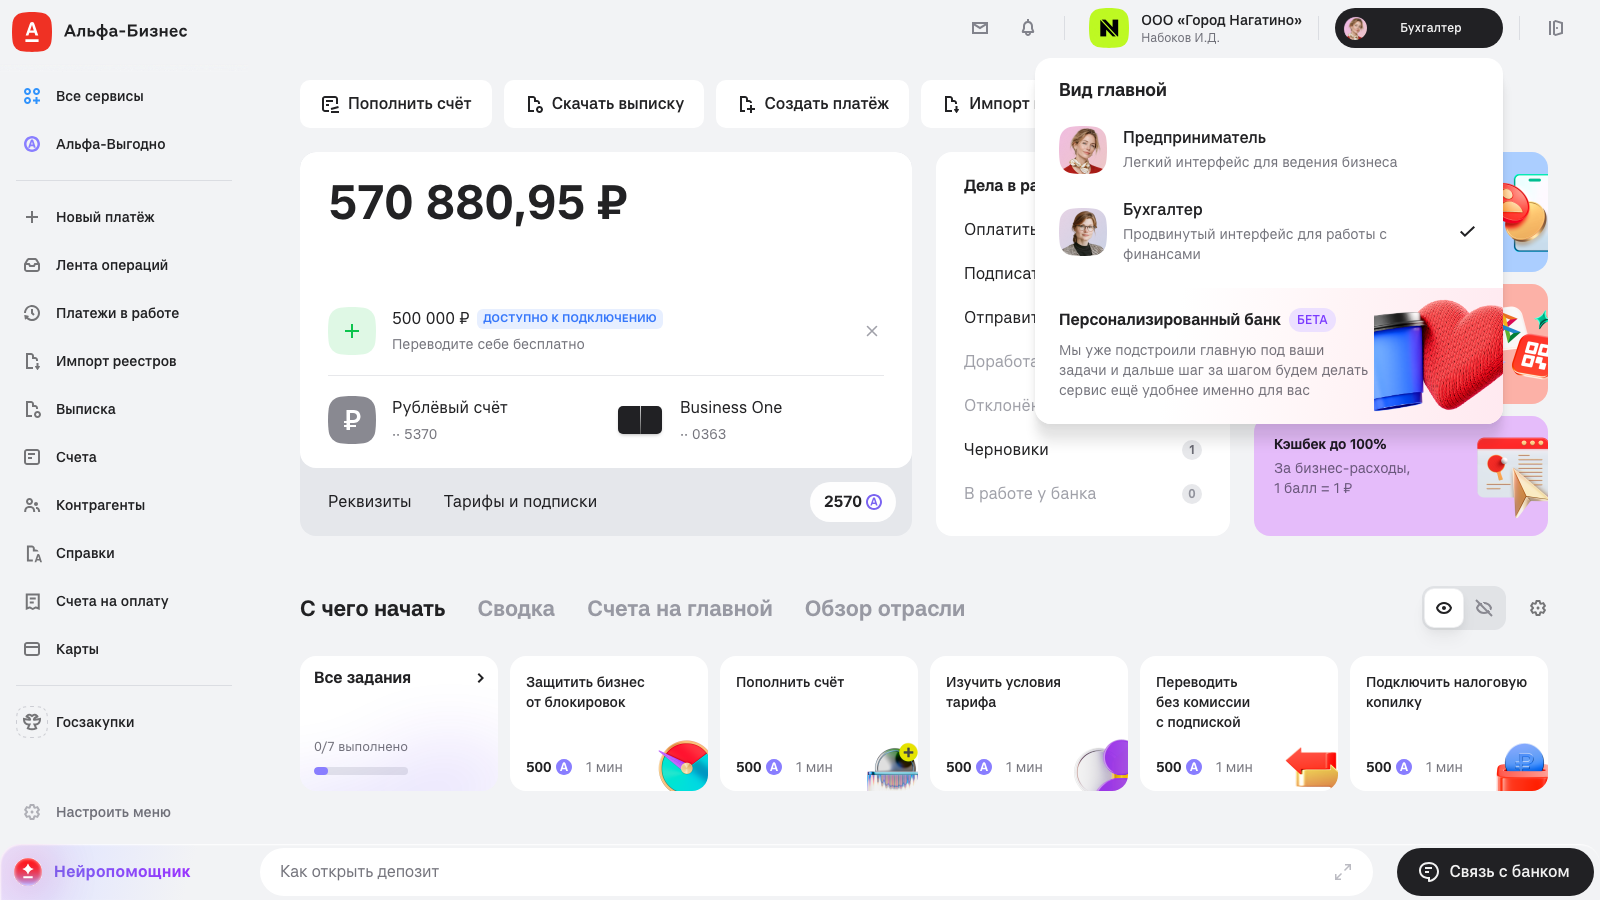 Альфа-Бизнес
ООО «Город Нагатино»
Набоков И.Д.
Бухгалтер
Все сервисы
Альфа-Выгодно
Новый платёж
Лента операций
Платежи в работе
Импорт реестров
Выписка
Счета
Контрагенты
Справки
Счета на оплату
Карты
Госзакупки
Настроить меню
Пополнить счёт
Скачать выписку
Создать платёж
Импорт
570 880,95 ₽
500 000 ₽ ДОСТУПНО К ПОДКЛЮЧЕНИЮ
Переводите себе бесплатно
Рублёвый счёт
·· 5370
Business One
·· 0363
Реквизиты
Тарифы и подписки
2570
Дела в ра
Оплатить
Подписат
Отправит
Доработа
Отклонён
Черновики 1
В работе у банка 0
Вид главной
Предприниматель
Легкий интерфейс для ведения бизнеса
Бухгалтер
Продвинутый интерфейс для работы с
финансами
Персонализированный банк БЕТА
Мы уже подстроили главную под ваши
задачи и дальше шаг за шагом будем делать
сервис ещё удобнее именно для вас
Кэшбек до 100%
За бизнес-расходы,
1 балл = 1 ₽
С чего начать
Сводка
Счета на главной
Обзор отрасли
Все задания
0/7 выполнено
Защитить бизнес
от блокировок
500 1 мин
Пополнить счёт
500 1 мин
Изучить условия
тарифа
500 1 мин
Переводить
без комиссии
с подпиской
500 1 мин
Подключить налоговую
копилку
500 1 мин
Нейропомощник
Как открыть депозит
Связь с банком